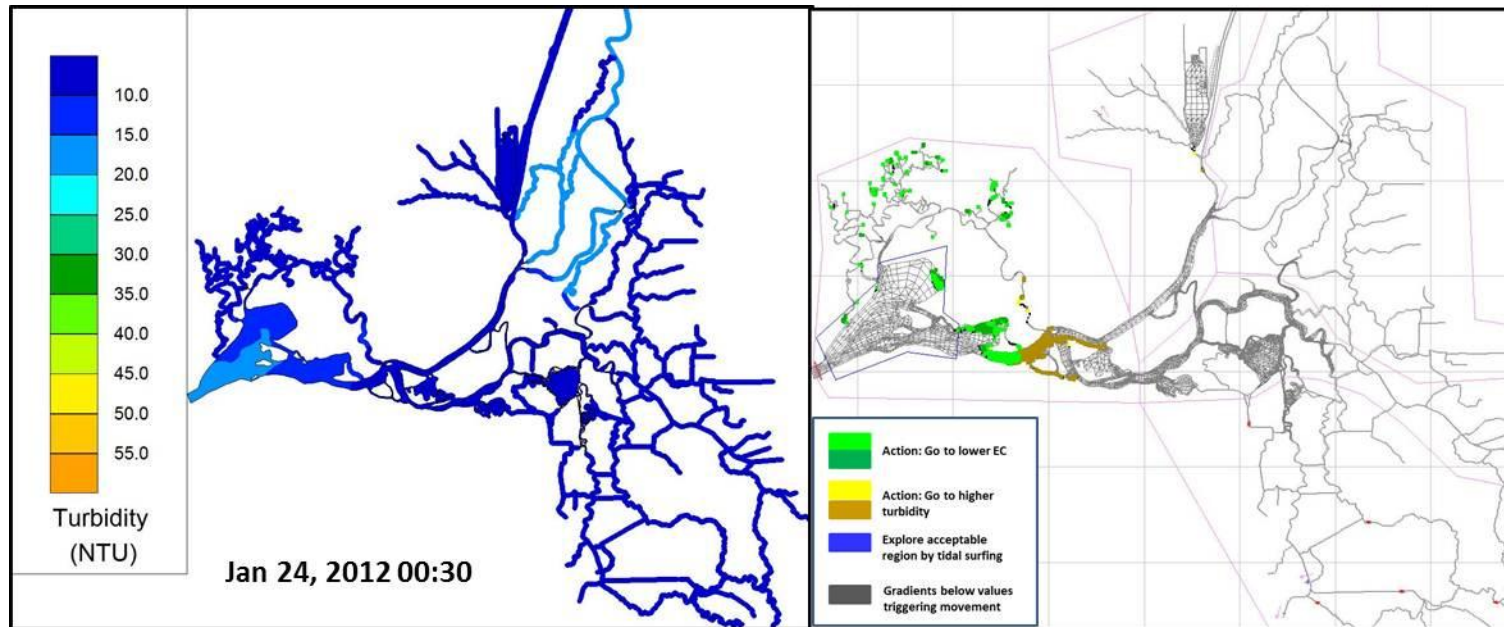 10.0
15.0
20.0
25.0
30.0
35.0
40.0
45.0
50.0
55.0
Turbidity
(NTU)
Jan 24, 2012 00:30
Action: Go to lower EC
Action: Go to higher
turbidity
Explore acceptable
region by tidal surfing
Gradients below values
triggering movement